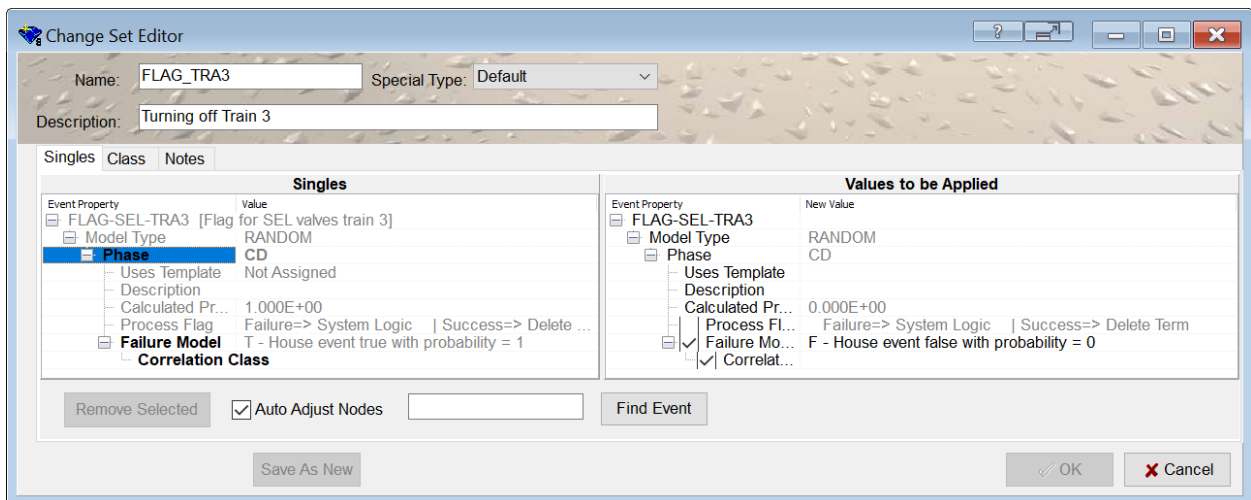 Change Set Editor
Name: FLAG_TRA3 Special Type: Default
Description: Turning off Train 3
Singles Class Notes
Singles Values to be Applied
Event Property Value Event Property New Value
FLAG-SEL-TRA3 [Flag for SEL valves train 3] FLAG-SEL-TRA3
Model Type RANDOM Model Type RANDOM
Phase CD Phase CD
Uses Template Not Assigned Uses Template
Description Description
Calculated Pr... 1.000E+00 Calculated Pr... 0.000E+00
Process Flag Failure=> System Logic | Success=> Delete ... Process Fl... Failure=> System Logic | Success=> Delete Term
Failure Model T - House event true with probability = 1 Failure Mo... F - House event false with probability = 0
Correlation Class Correlat...
Remove Selected Auto Adjust Nodes Find Event
Save As New OK Cancel